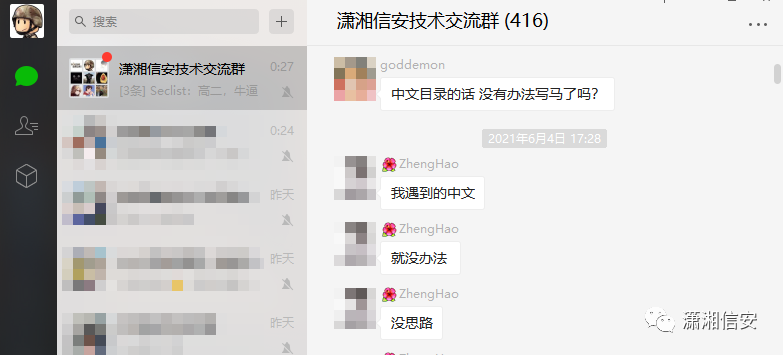 搜索
潇湘信安技术交流群 (416)
潇湘信安技术交流群
0:27
[3条] Seclist：高二，牛逼
0:24
昨天
昨天
昨天
goddemon
中文目录的话 没有办法写马了吗？
2021年6月4日 17:28
ZhengHao
我遇到的中文
ZhengHao
就没办法
ZhengHao
没思路
潇湘信安